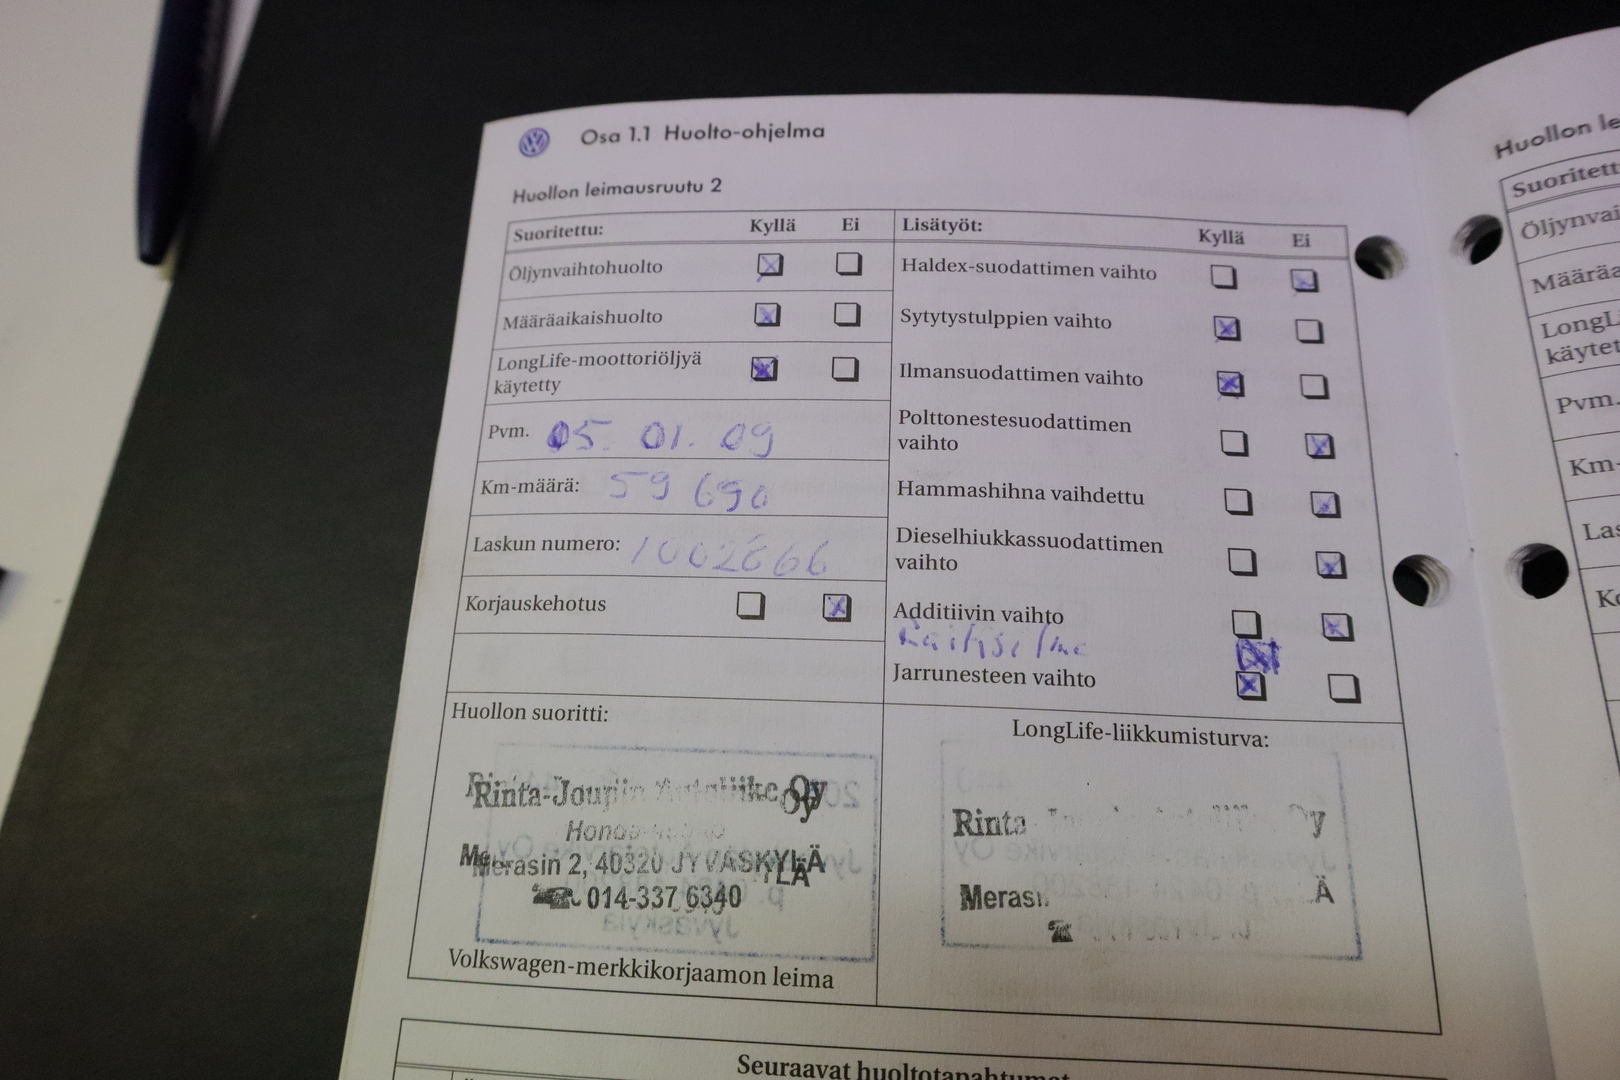 Osa 1.1 Huolto-ohjelma
Huollon leimausruutu 2
Suoritettu: Kyllä Ei
Öljynvaihtohuolto
Määräaikaishuolto
LongLife-moottoriöljyä
käytetty
Pvm. 05. 01. 09
Km-määrä: 59 690
Laskun numero: 1002866
Korjauskehotus
Lisätyöt: Kyllä Ei
Haldex-suodattimen vaihto
Sytytystulppien vaihto
Ilmansuodattimen vaihto
Polttonestesuodattimen
vaihto
Hammashihna vaihdettu
Dieselhiukkassuodattimen
vaihto
Additiivin vaihto
Raitisilma
Jarrunesteen vaihto
Huollon suoritti:
Rinta-Joupin Autoliike Oy
Merasin 2, 40320 JYVÄSKYLÄ
014-337 6340
Volkswagen-merkkikorjaamon leima
LongLife-liikkumisturva:
Rinta Oy
Seuraavat huoltotapahtumat
Huollon
Suoritett
Öljynvai
Määräa
LongL
käytet
Pvm.
Km-
Las
Ko